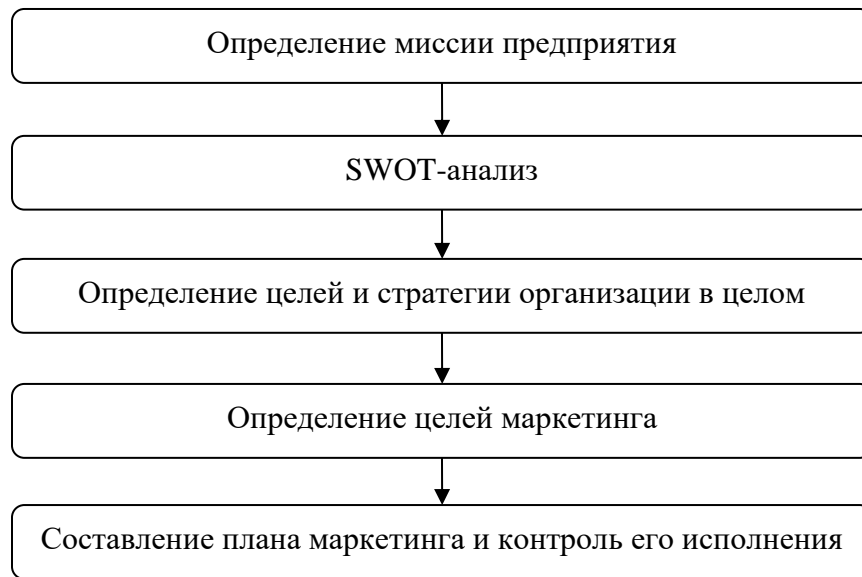 Определение миссии предприятия
SWOT-анализ
Определение целей и стратегии организации в целом
Определение целей маркетинга
Составление плана маркетинга и контроль его исполнения